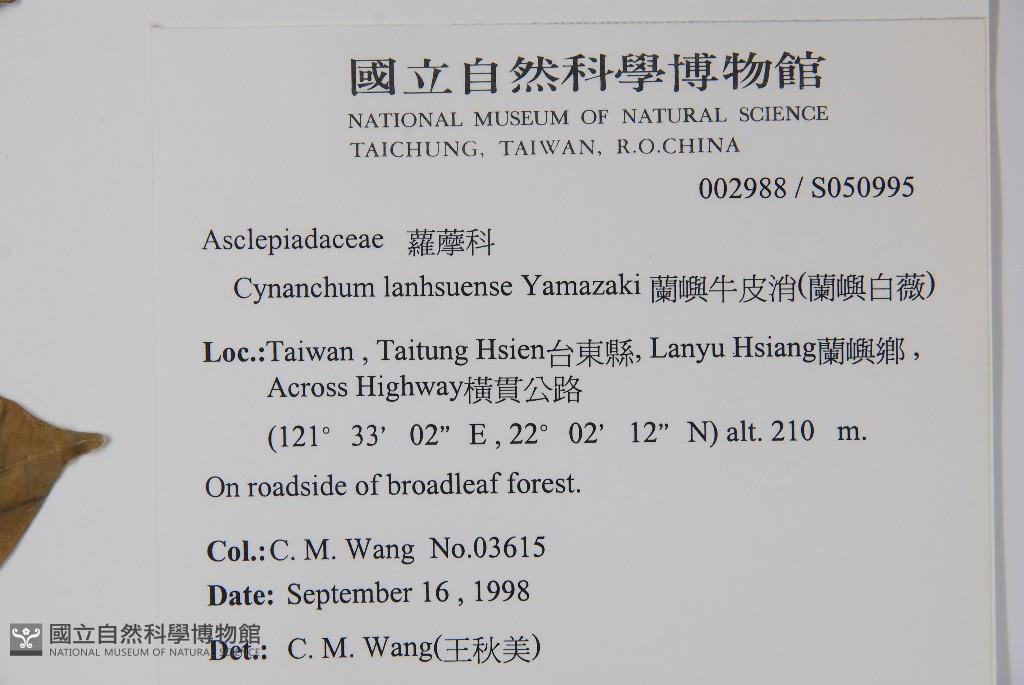 國立自然科學博物館
NATIONAL MUSEUM OF NATURAL SCIENCE
TAICHUNG, TAIWAN, R.O.CHINA
002988 / S050995
Asclepiadaceae 蘿藦科
Cynanchum lanhsuense Yamazaki 蘭嶼牛皮消(蘭嶼白薇)
Loc.:Taiwan , Taitung Hsien台東縣, Lanyu Hsiang蘭嶼鄉 ,
Across Highway橫貫公路
(121° 33’ 02” E , 22° 02’ 12” N) alt. 210 m.
On roadside of broadleaf forest.
Col.:C. M. Wang No.03615
Date: September 16 , 1998
Det.: C. M. Wang(王秋美)
國立自然科學博物館
NATIONAL MUSEUM OF NATURAL SCIENCE